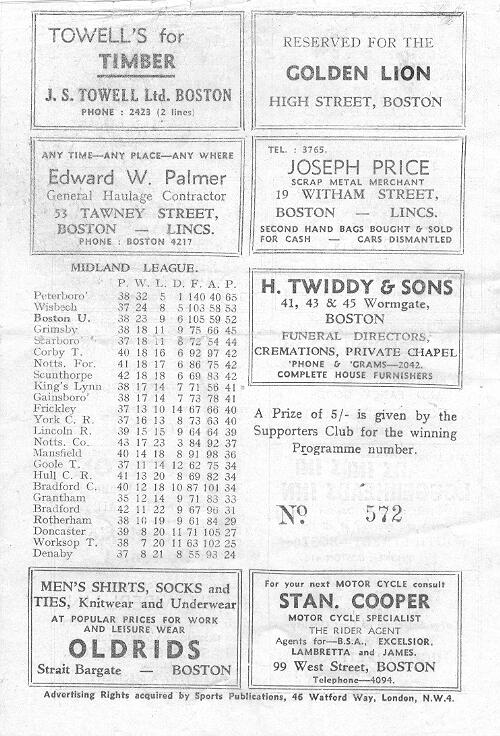 TOWELL'S for
TIMBER
J. S. TOWELL Ltd. BOSTON
PHONE : 2423 (2 lines)
RESERVED FOR THE
GOLDEN LION
HIGH STREET, BOSTON
ANY TIME—ANY PLACE—ANY WHERE
Edward W. Palmer
General Haulage Contractor
53 TAWNEY STREET,
BOSTON — LINCS.
PHONE : BOSTON 4217
TEL. : 3765.
JOSEPH PRICE
SCRAP METAL MERCHANT
19 WITHAM STREET,
BOSTON — LINCS.
SECOND HAND BAGS BOUGHT & SOLD
FOR CASH — CARS DISMANTLED
MIDLAND LEAGUE.
P. W. L. D. F. A. P.
Peterboro' 38 32 5 1 140 40 65
Wisbech 37 24 8 5 103 58 53
Boston U. 38 23 9 6 105 59 52
Grimsby 38 18 11 9 75 66 45
Scarboro' 37 18 11 8 72 54 44
Corby T. 40 18 16 6 92 97 42
Notts. For. 41 18 17 6 86 75 42
Scunthorpe 42 18 18 6 69 83 42
King's Lynn 38 17 14 7 71 56 41
Gainsboro' 38 17 14 7 73 78 41
Frickley 37 13 10 14 67 66 40
York C. R. 37 16 13 8 73 63 40
Lincoln R. 39 15 15 9 64 64 39
Notts. Co. 43 17 23 3 84 92 37
Mansfield 40 14 18 8 91 98 36
Goole T. 37 11 14 12 62 75 34
Hull C. R. 41 13 20 8 69 82 34
Bradford C. 40 12 18 10 87 101 34
Grantham 35 12 14 9 71 83 33
Bradford 42 11 22 9 67 96 31
Rotherham 38 10 19 9 61 84 29
Doncaster 39 8 20 11 71 105 27
Worksop T. 38 7 20 11 63 102 25
Denaby 37 8 21 8 55 93 24
H. TWIDDY & SONS
41, 43 & 45 Wormgate,
BOSTON
FUNERAL DIRECTORS,
CREMATIONS, PRIVATE CHAPEL
'PHONE & 'GRAMS—2042.
COMPLETE HOUSE FURNISHERS
A Prize of 5/- is given by the
Supporters Club for the winning
Programme number.
No. 572
MEN'S SHIRTS, SOCKS and
TIES, Knitwear and Underwear
AT POPULAR PRICES FOR WORK
AND LEISURE WEAR
OLDRIDS
Strait Bargate — BOSTON
For your next MOTOR CYCLE consult
STAN. COOPER
MOTOR CYCLE SPECIALIST
THE RIDER AGENT
Agents for—B.S.A., EXCELSIOR,
LAMBRETTA and JAMES.
99 West Street, BOSTON
Telephone—4094.
Advertising Rights acquired by Sports Publications, 46 Watford Way, London, N.W.4.